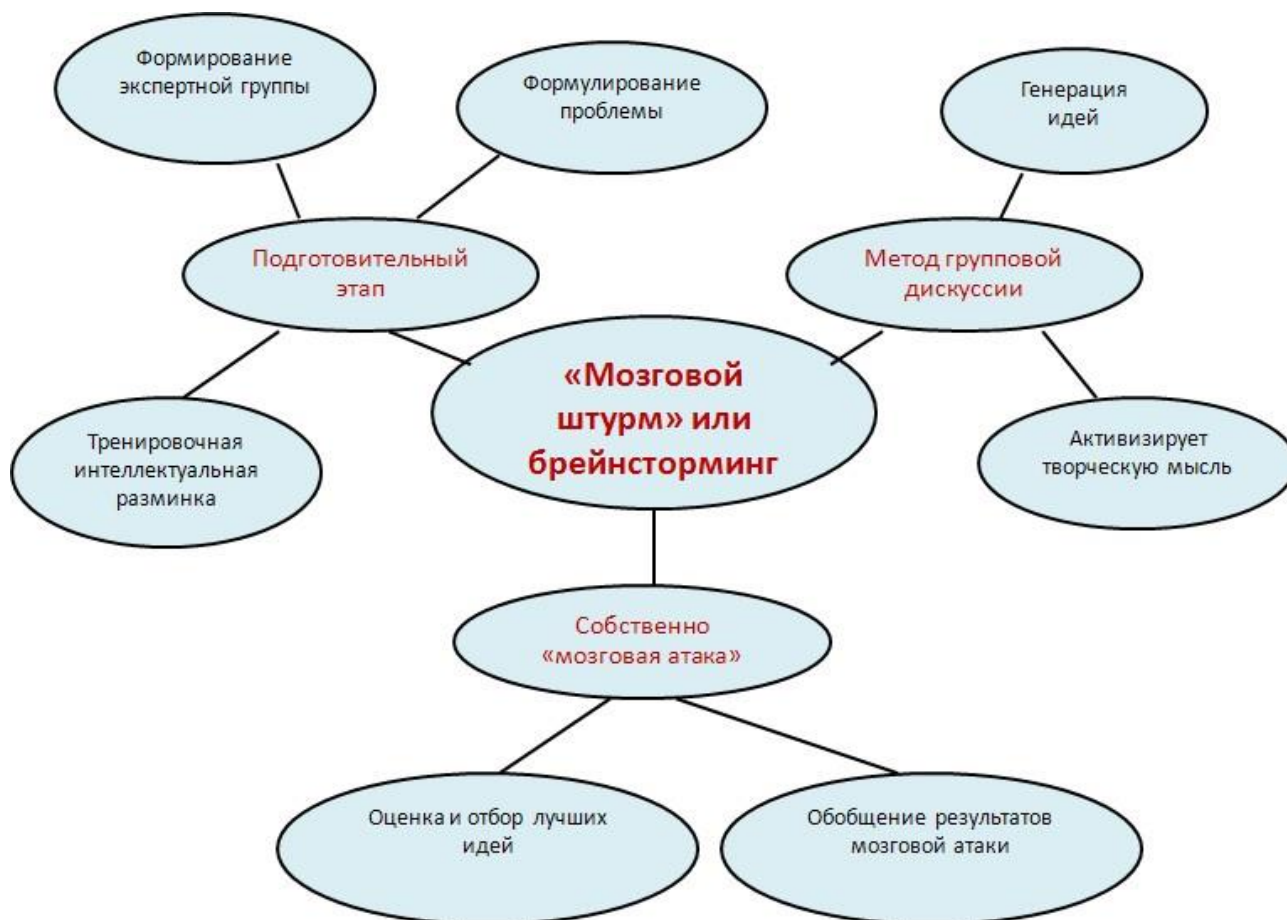 Формирование
экспертной группы
Формулирование
проблемы
Генерация
идей
Подготовительный
этап
Метод групповой
дискуссии
«Мозговой
штурм» или
брейнсторминг
Тренировочная
интеллектуальная
разминка
Активизирует
творческую мысль
Собственно
«мозговая атака»
Оценка и отбор лучших
идей
Обобщение результатов
мозговой атаки